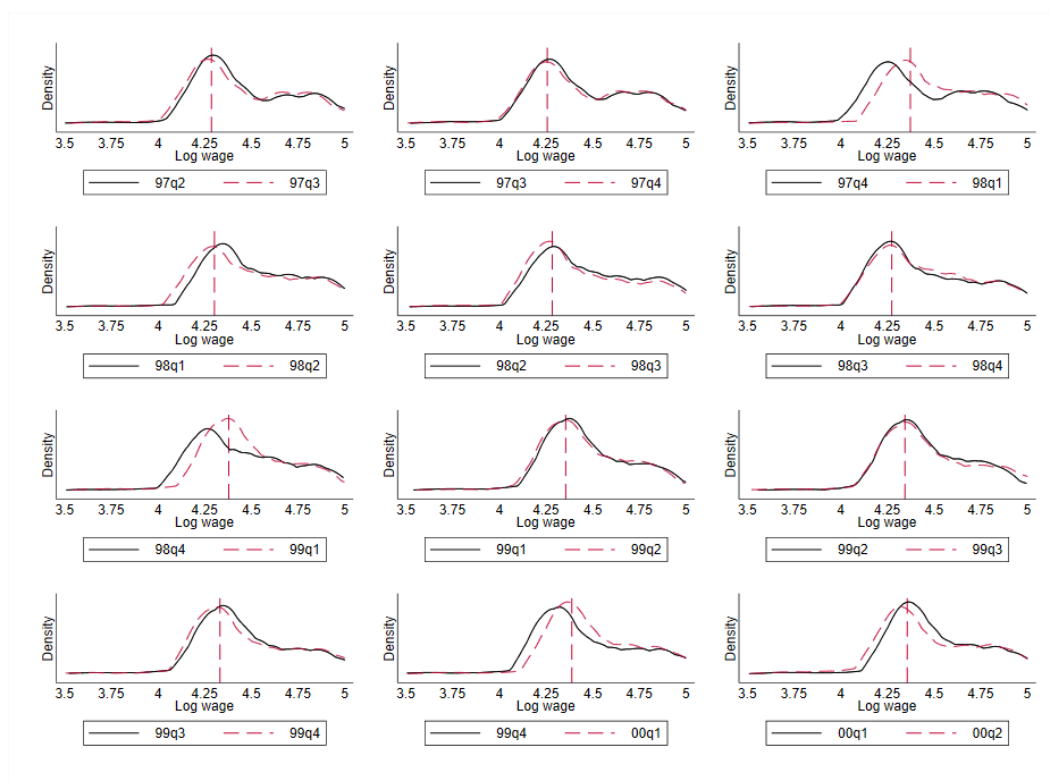 Density Density Density
3.5 3.75 4 4.25 4.5 4.75 5 3.5 3.75 4 4.25 4.5 4.75 5 3.5 3.75 4 4.25 4.5 4.75 5
Log wage Log wage Log wage
97q2 97q3 97q3 97q4 97q4 98q1
Density Density Density
3.5 3.75 4 4.25 4.5 4.75 5 3.5 3.75 4 4.25 4.5 4.75 5 3.5 3.75 4 4.25 4.5 4.75 5
Log wage Log wage Log wage
98q1 98q2 98q2 98q3 98q3 98q4
Density Density Density
3.5 3.75 4 4.25 4.5 4.75 5 3.5 3.75 4 4.25 4.5 4.75 5 3.5 3.75 4 4.25 4.5 4.75 5
Log wage Log wage Log wage
98q4 99q1 99q1 99q2 99q2 99q3
Density Density Density
3.5 3.75 4 4.25 4.5 4.75 5 3.5 3.75 4 4.25 4.5 4.75 5 3.5 3.75 4 4.25 4.5 4.75 5
Log wage Log wage Log wage
99q3 99q4 99q4 00q1 00q1 00q2